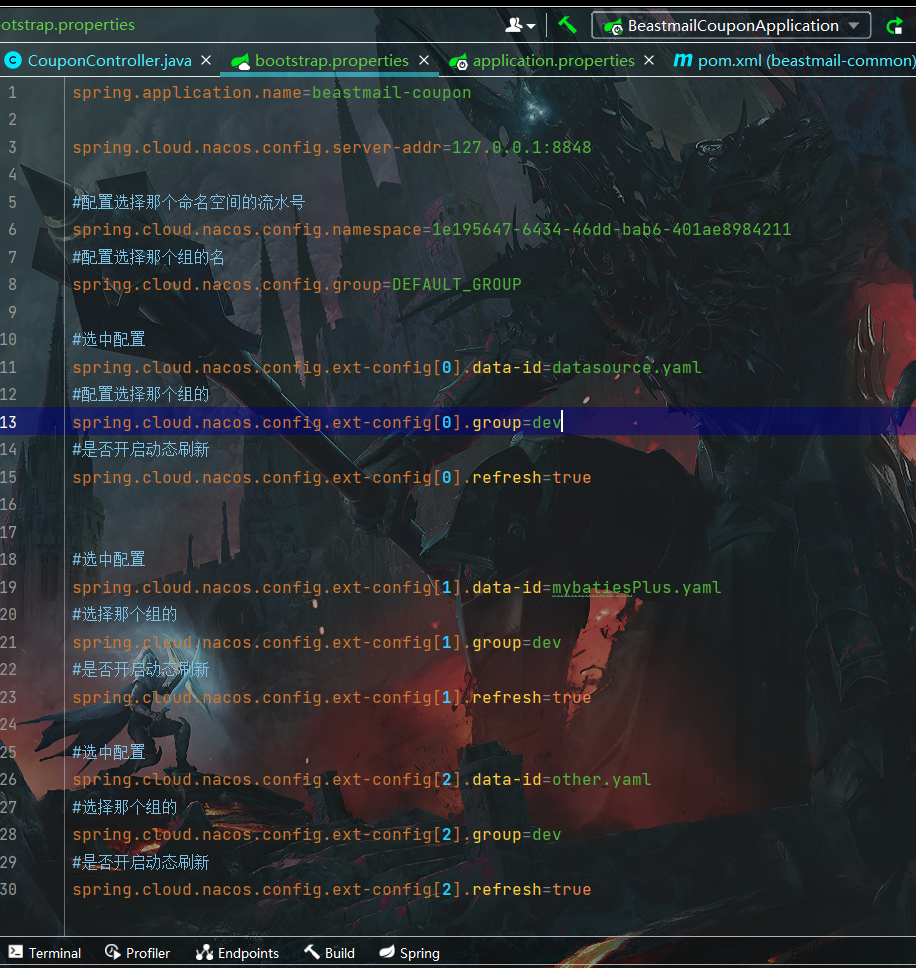 otstrap.properties
BeastmailCouponApplication
CouponController.java
bootstrap.properties
application.properties
pom.xml (beastmail-common)
1 spring.application.name=beastmail-coupon
2
3 spring.cloud.nacos.config.server-addr=127.0.0.1:8848
4
5 #配置选择那个命名空间的流水号
6 spring.cloud.nacos.config.namespace=1e195647-6434-46dd-bab6-401ae8984211
7 #配置选择那个组的名
8 spring.cloud.nacos.config.group=DEFAULT_GROUP
9
10 #选中配置
11 spring.cloud.nacos.config.ext-config[0].data-id=datasource.yaml
12 #配置选择那个组的
13 spring.cloud.nacos.config.ext-config[0].group=dev
14 #是否开启动态刷新
15 spring.cloud.nacos.config.ext-config[0].refresh=true
16
17
18 #选中配置
19 spring.cloud.nacos.config.ext-config[1].data-id=mybatiesPlus.yaml
20 #选择那个组的
21 spring.cloud.nacos.config.ext-config[1].group=dev
22 #是否开启动态刷新
23 spring.cloud.nacos.config.ext-config[1].refresh=true
24
25 #选中配置
26 spring.cloud.nacos.config.ext-config[2].data-id=other.yaml
27 #选择那个组的
28 spring.cloud.nacos.config.ext-config[2].group=dev
29 #是否开启动态刷新
30 spring.cloud.nacos.config.ext-config[2].refresh=true
Terminal
Profiler
Endpoints
Build
Spring